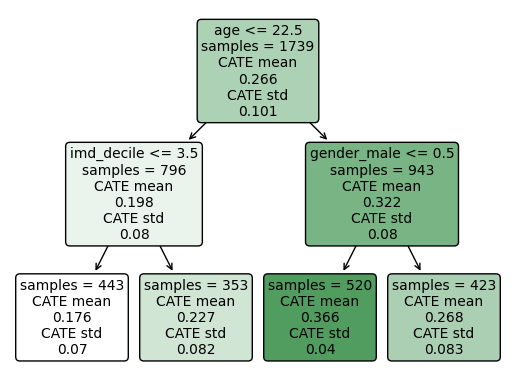 age <= 22.5
samples = 1739
CATE mean
0.266
CATE std
0.101
imd_decile <= 3.5
samples = 796
CATE mean
0.198
CATE std
0.08
gender_male <= 0.5
samples = 943
CATE mean
0.322
CATE std
0.08
samples = 443
CATE mean
0.176
CATE std
0.07
samples = 353
CATE mean
0.227
CATE std
0.082
samples = 520
CATE mean
0.366
CATE std
0.04
samples = 423
CATE mean
0.268
CATE std
0.083